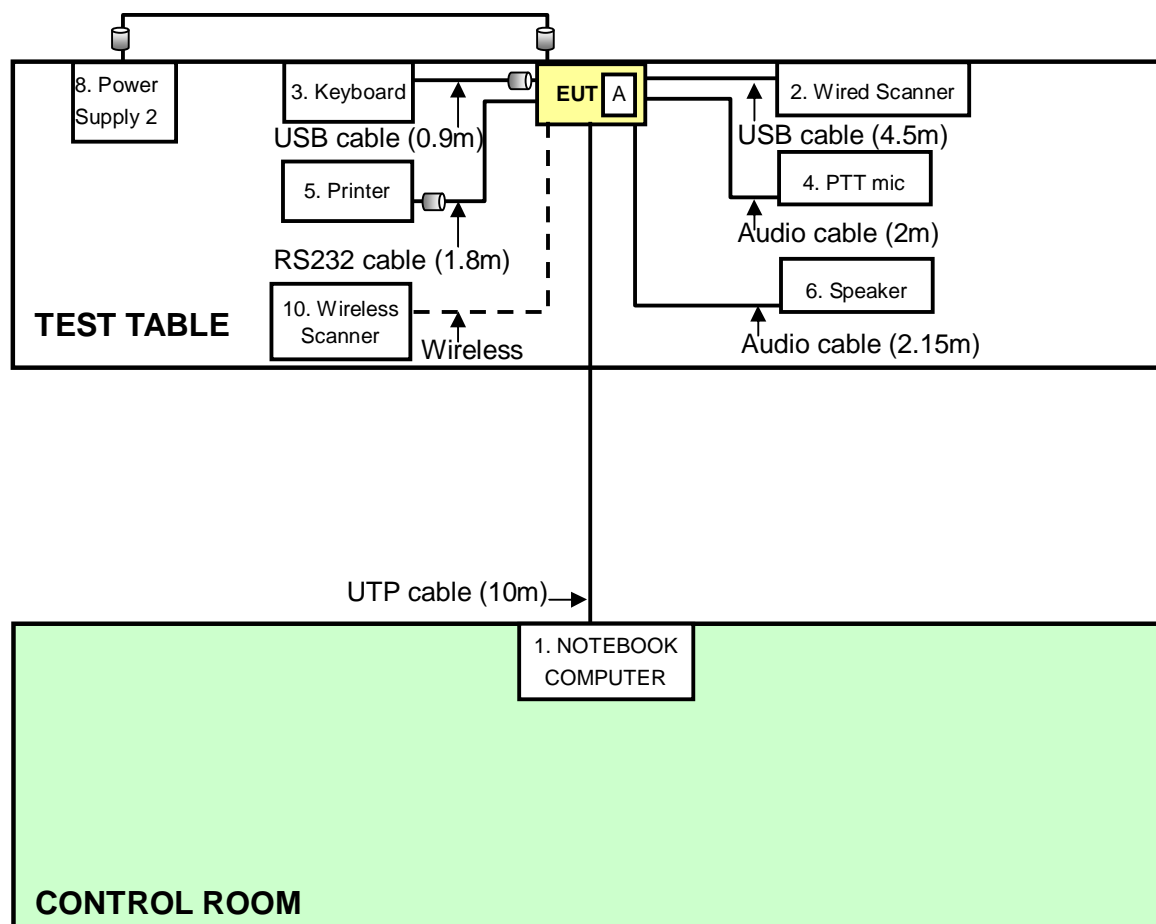 8. Power
Supply 2
3. Keyboard
EUT
A
2. Wired Scanner
USB cable (0.9m)
USB cable (4.5m)
5. Printer
4. PTT mic
Audio cable (2m)
RS232 cable (1.8m)
10. Wireless
Scanner
6. Speaker
TEST TABLE
Wireless
Audio cable (2.15m)
UTP cable (10m)
1. NOTEBOOK
COMPUTER
CONTROL ROOM